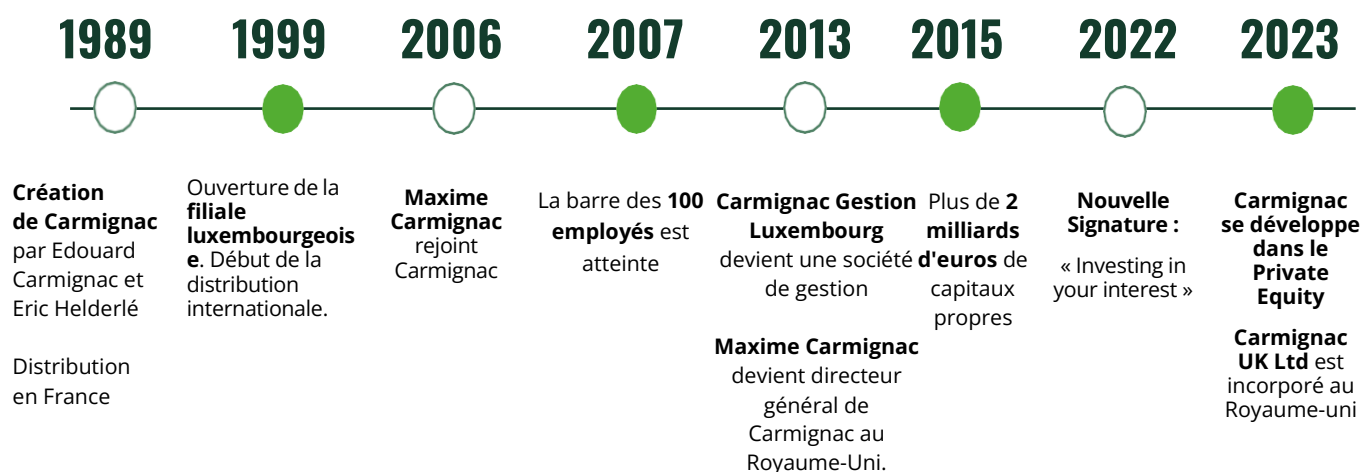 1989
1999
2006
2007
2013
2015
2022
2023
Création
de Carmignac
par Edouard
Carmignac et
Eric Helderlé
Distribution
en France
Ouverture de la
filiale
luxembourgeois
e. Début de la
distribution
internationale.
Maxime
Carmignac
rejoint
Carmignac
La barre des 100
employés est
atteinte
Carmignac Gestion
Luxembourg
devient une société
de gestion
Maxime Carmignac
devient directeur
général de
Carmignac au
Royaume-Uni.
Plus de 2
milliards
d'euros de
capitaux
propres
Nouvelle
Signature :
« Investing in
your interest »
Carmignac
se développe
dans le
Private
Equity
Carmignac
UK Ltd est
incorporé au
Royaume-uni